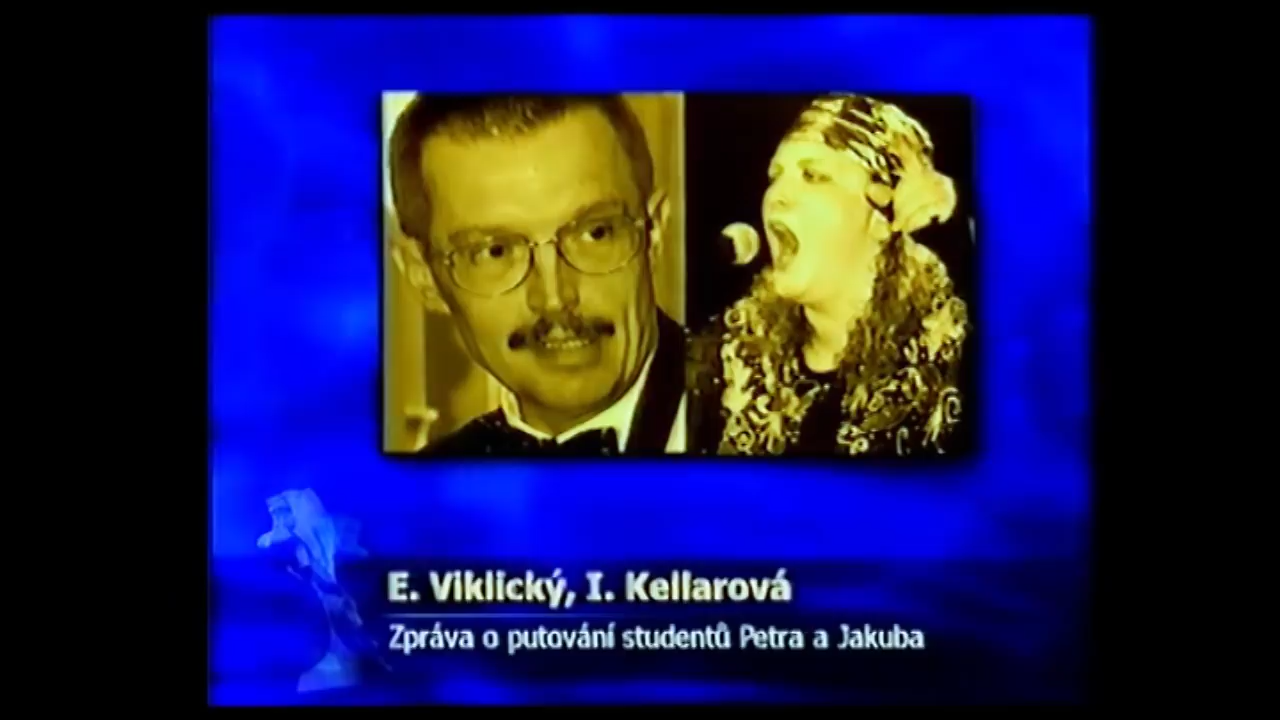 E. Viklický, I. Kellarová
Zpráva o putování studentů Petra a Jakuba